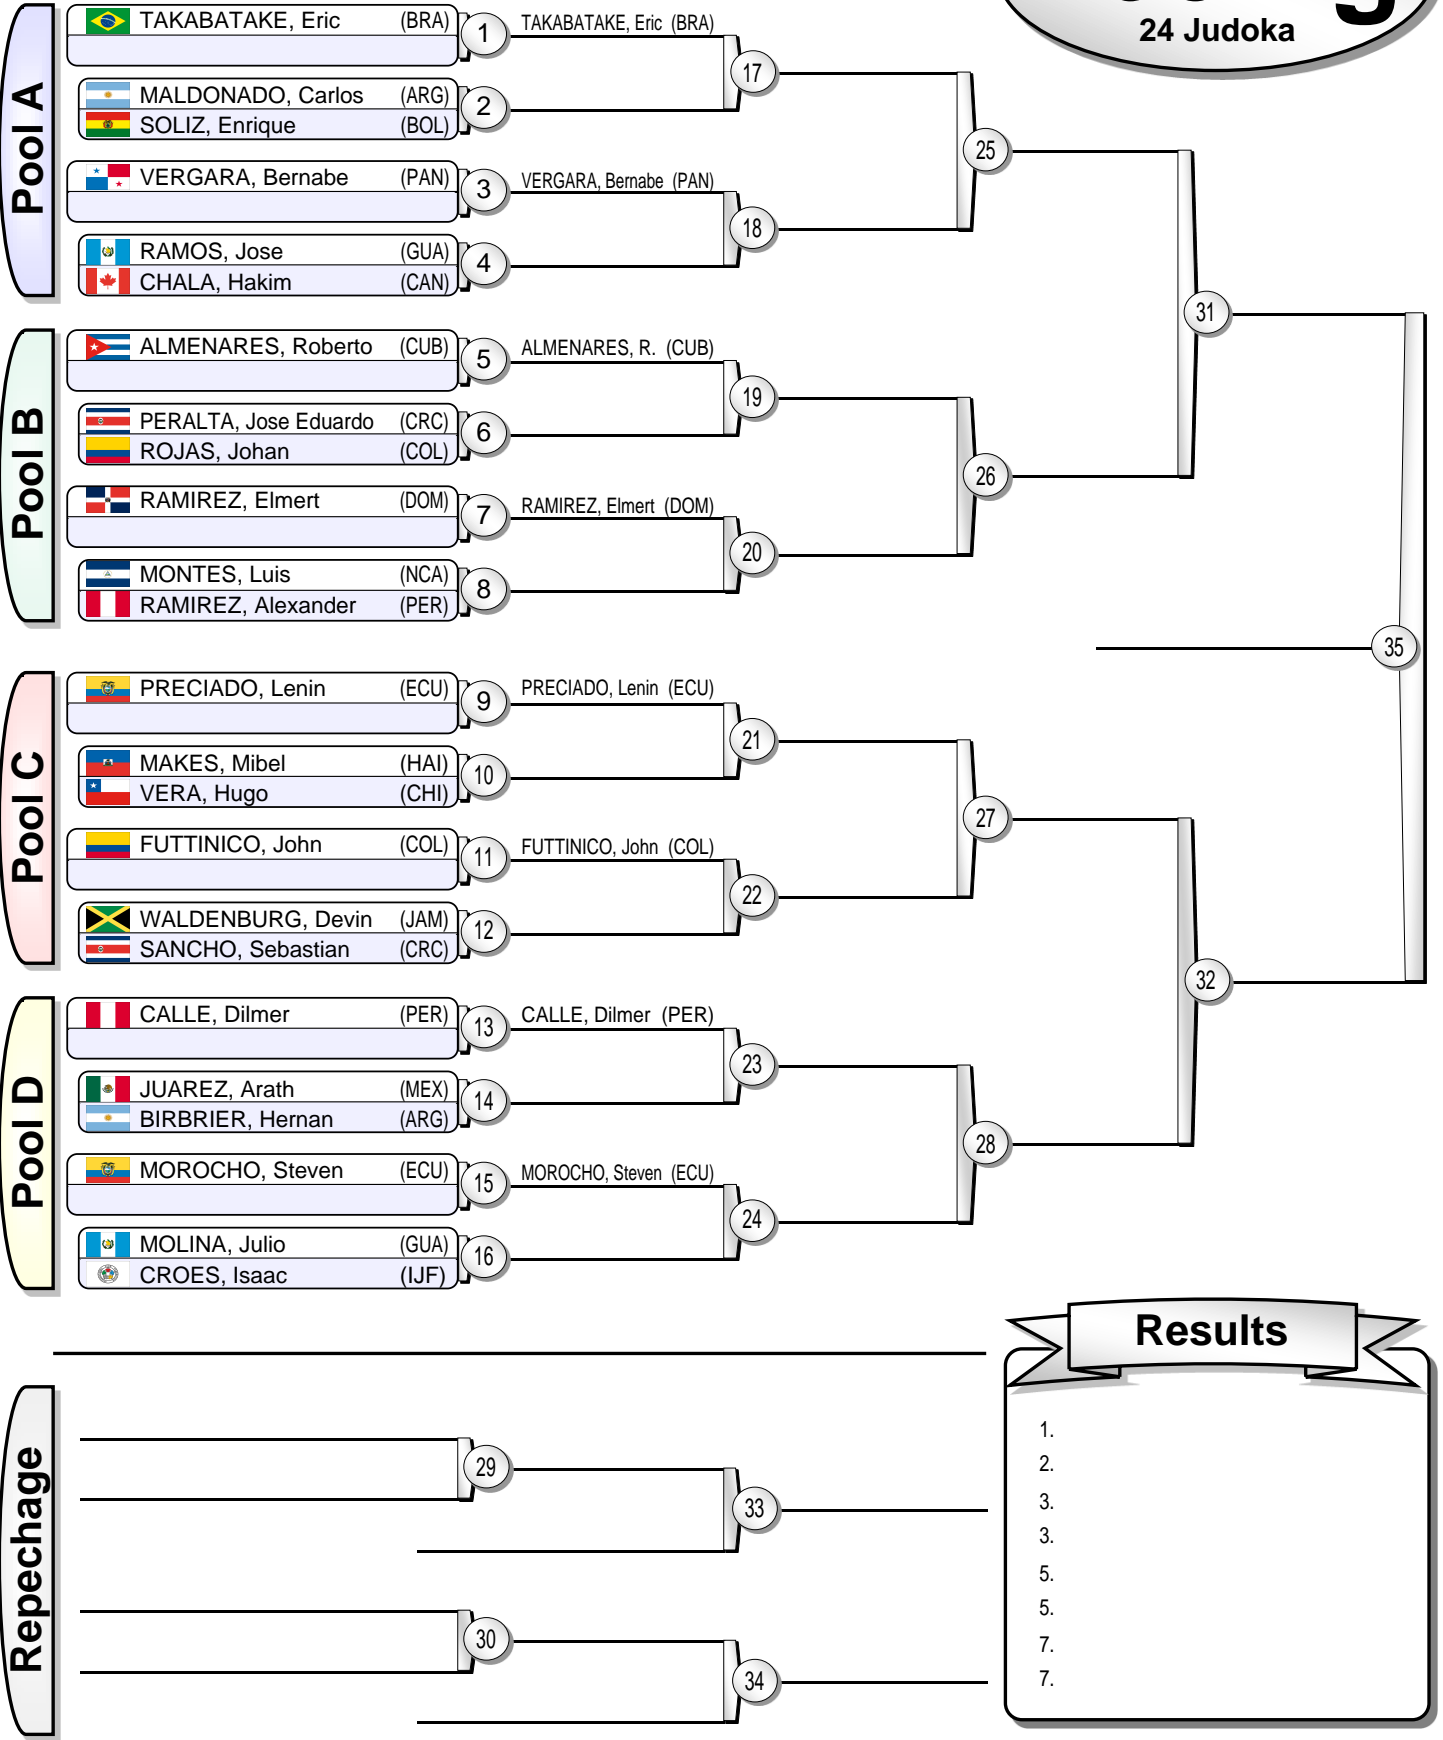 24 Judoka
Pool A
TAKABATAKE, Eric (BRA)
1
TAKABATAKE, Eric (BRA)
17
MALDONADO, Carlos (ARG)
2
SOLIZ, Enrique (BOL)
25
VERGARA, Bernabe (PAN)
3
VERGARA, Bernabe (PAN)
18
RAMOS, Jose (GUA)
4
CHALA, Hakim (CAN)
31
Pool B
ALMENARES, Roberto (CUB)
5
ALMENARES, R. (CUB)
19
PERALTA, Jose Eduardo (CRC)
6
ROJAS, Johan (COL)
26
RAMIREZ, Elmert (DOM)
7
RAMIREZ, Elmert (DOM)
20
MONTES, Luis (NCA)
8
RAMIREZ, Alexander (PER)
35
Pool C
PRECIADO, Lenin (ECU)
9
PRECIADO, Lenin (ECU)
21
MAKES, Mibel (HAI)
10
VERA, Hugo (CHI)
27
FUTTINICO, John (COL)
11
FUTTINICO, John (COL)
22
WALDENBURG, Devin (JAM)
12
SANCHO, Sebastian (CRC)
32
Pool D
CALLE, Dilmer (PER)
13
CALLE, Dilmer (PER)
23
JUAREZ, Arath (MEX)
14
BIRBRIER, Hernan (ARG)
28
MOROCHO, Steven (ECU)
15
MOROCHO, Steven (ECU)
24
MOLINA, Julio (GUA)
16
CROES, Isaac (IJF)
Repechage
29
33
30
34
Results
1.
2.
3.
3.
5.
5.
7.
7.